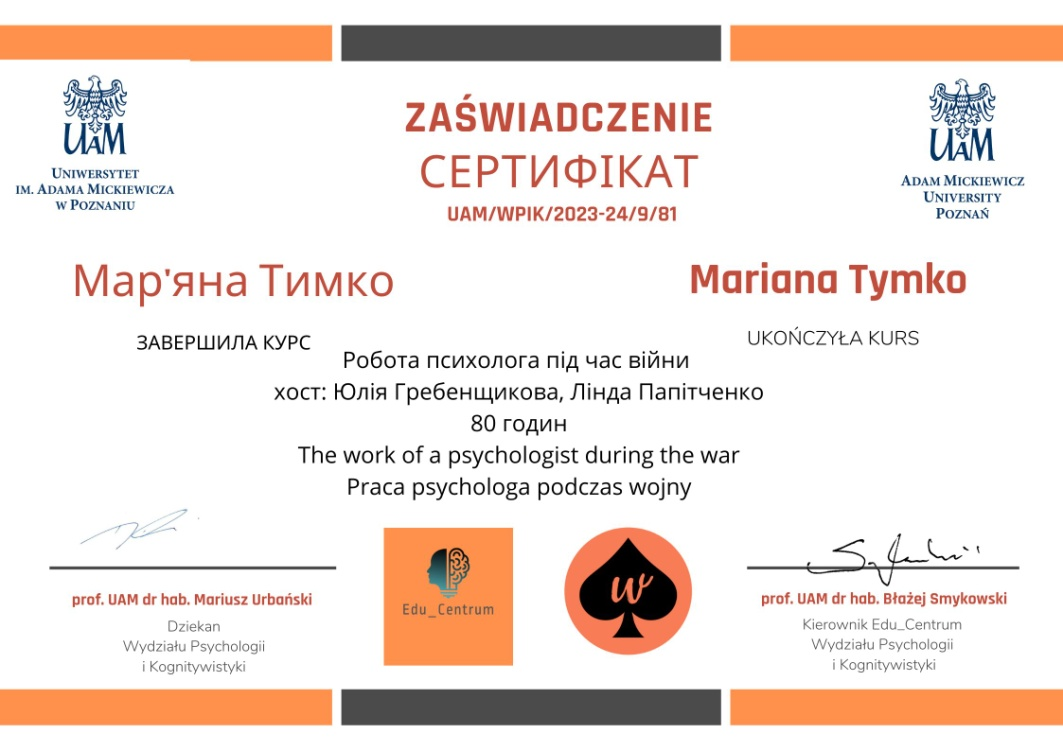 UAM
UNIWERSYTET
IM. ADAMA MICKIEWICZA
W POZNANIU
ZAŚWIADCZENIE
СЕРТИФІКАТ
UAM/WPIK/2023-24/9/81
UAM
ADAM MICKIEWICZ
UNIVERSITY
POZNAŃ
Мар'яна Тимко
Mariana Tymko
ЗАВЕРШИЛА КУРС
UKOŃCZYŁA KURS
Робота психолога під час війни
хост: Юлія Гребенщикова, Лінда Папітченко
80 годин
The work of a psychologist during the war
Praca psychologa podczas wojny
prof. UAM dr hab. Mariusz Urbański
Dziekan
Wydziału Psychologii
i Kognitywistyki
Edu_Centrum
w
prof. UAM dr hab. Błażej Smykowski
Kierownik Edu_Centrum
Wydziału Psychologii
i Kognitywistyki